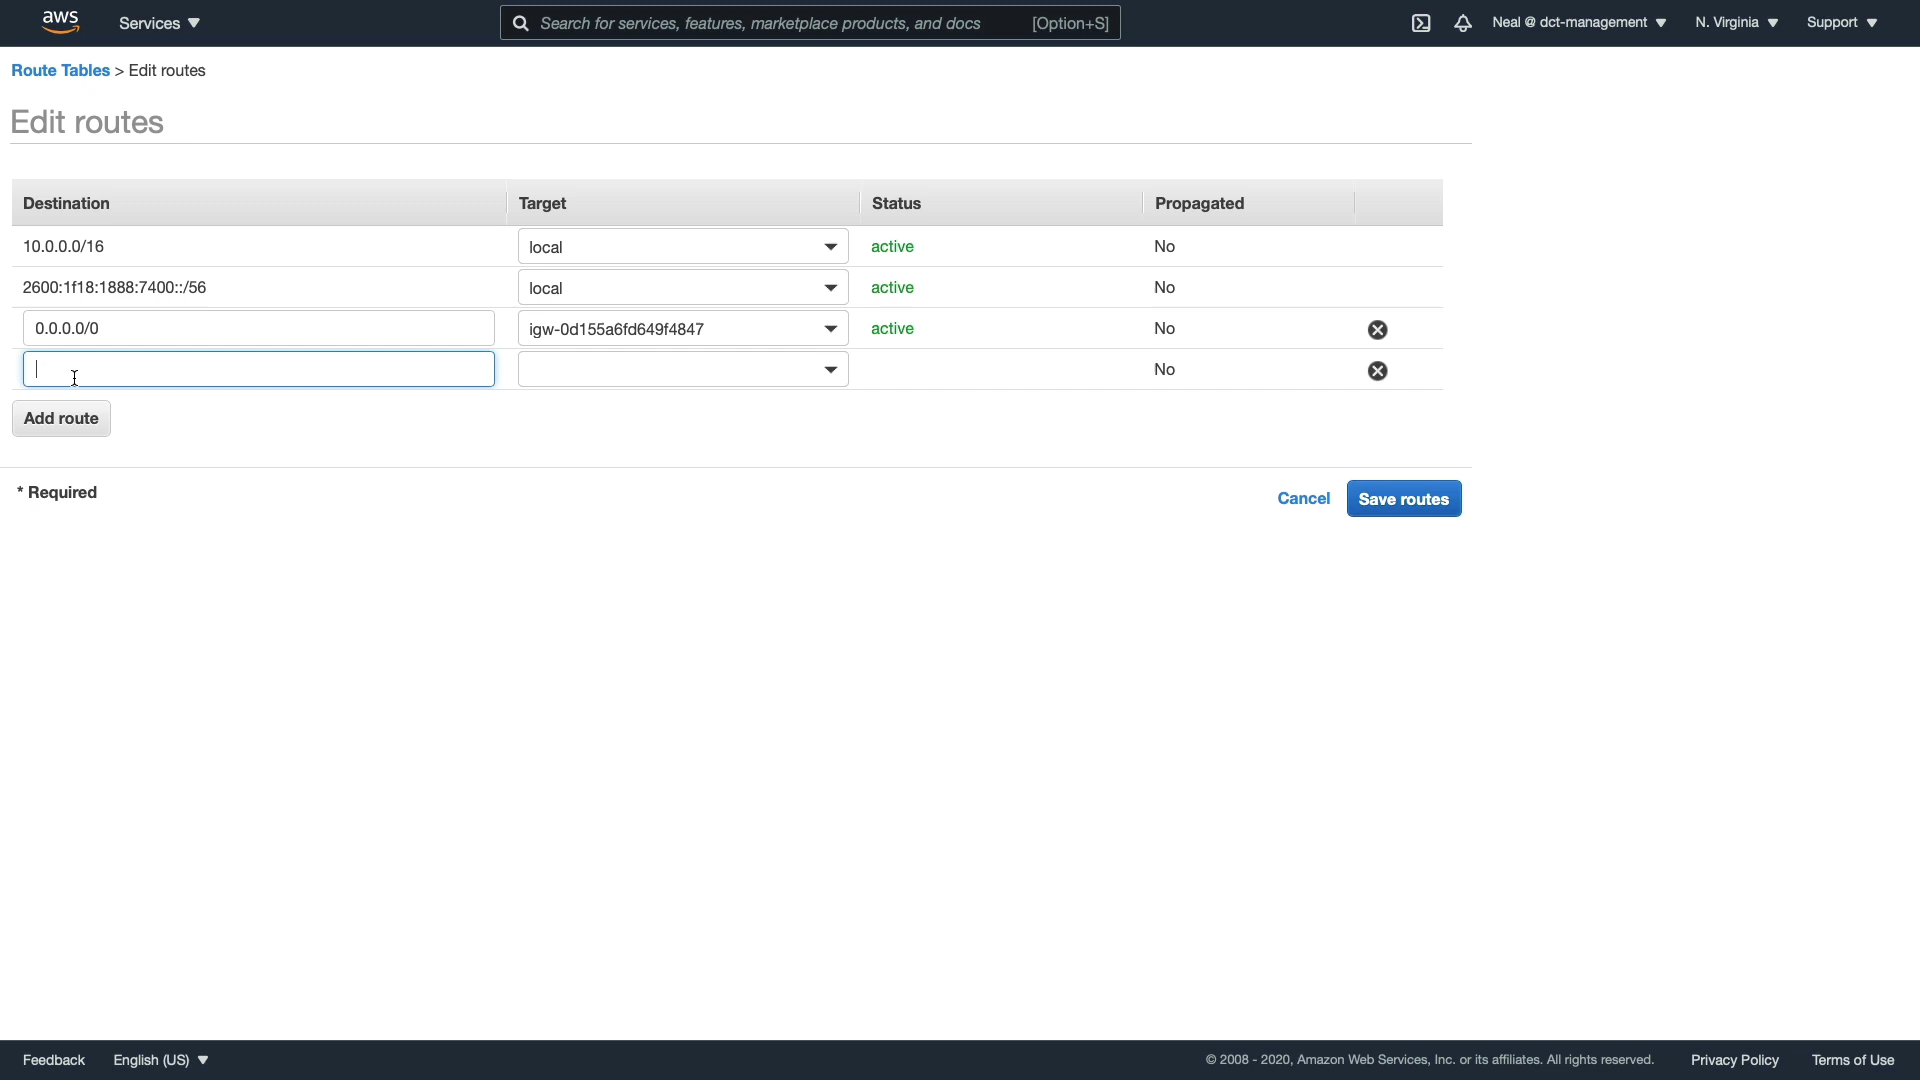 aws Services Search for services, features, marketplace products, and docs [Option+S] Neal @ dct-management N. Virginia Support
Route Tables > Edit routes
Edit routes
Destination Target Status Propagated
10.0.0.0/16 local active No
2600:1f18:1888:7400::/56 local active No
0.0.0.0/0 igw-0d155a6fd649f4847 active No
No
Add route
* Required Cancel Save routes
Feedback English (US) © 2008 - 2020, Amazon Web Services, Inc. or its affiliates. All rights reserved. Privacy Policy Terms of Use